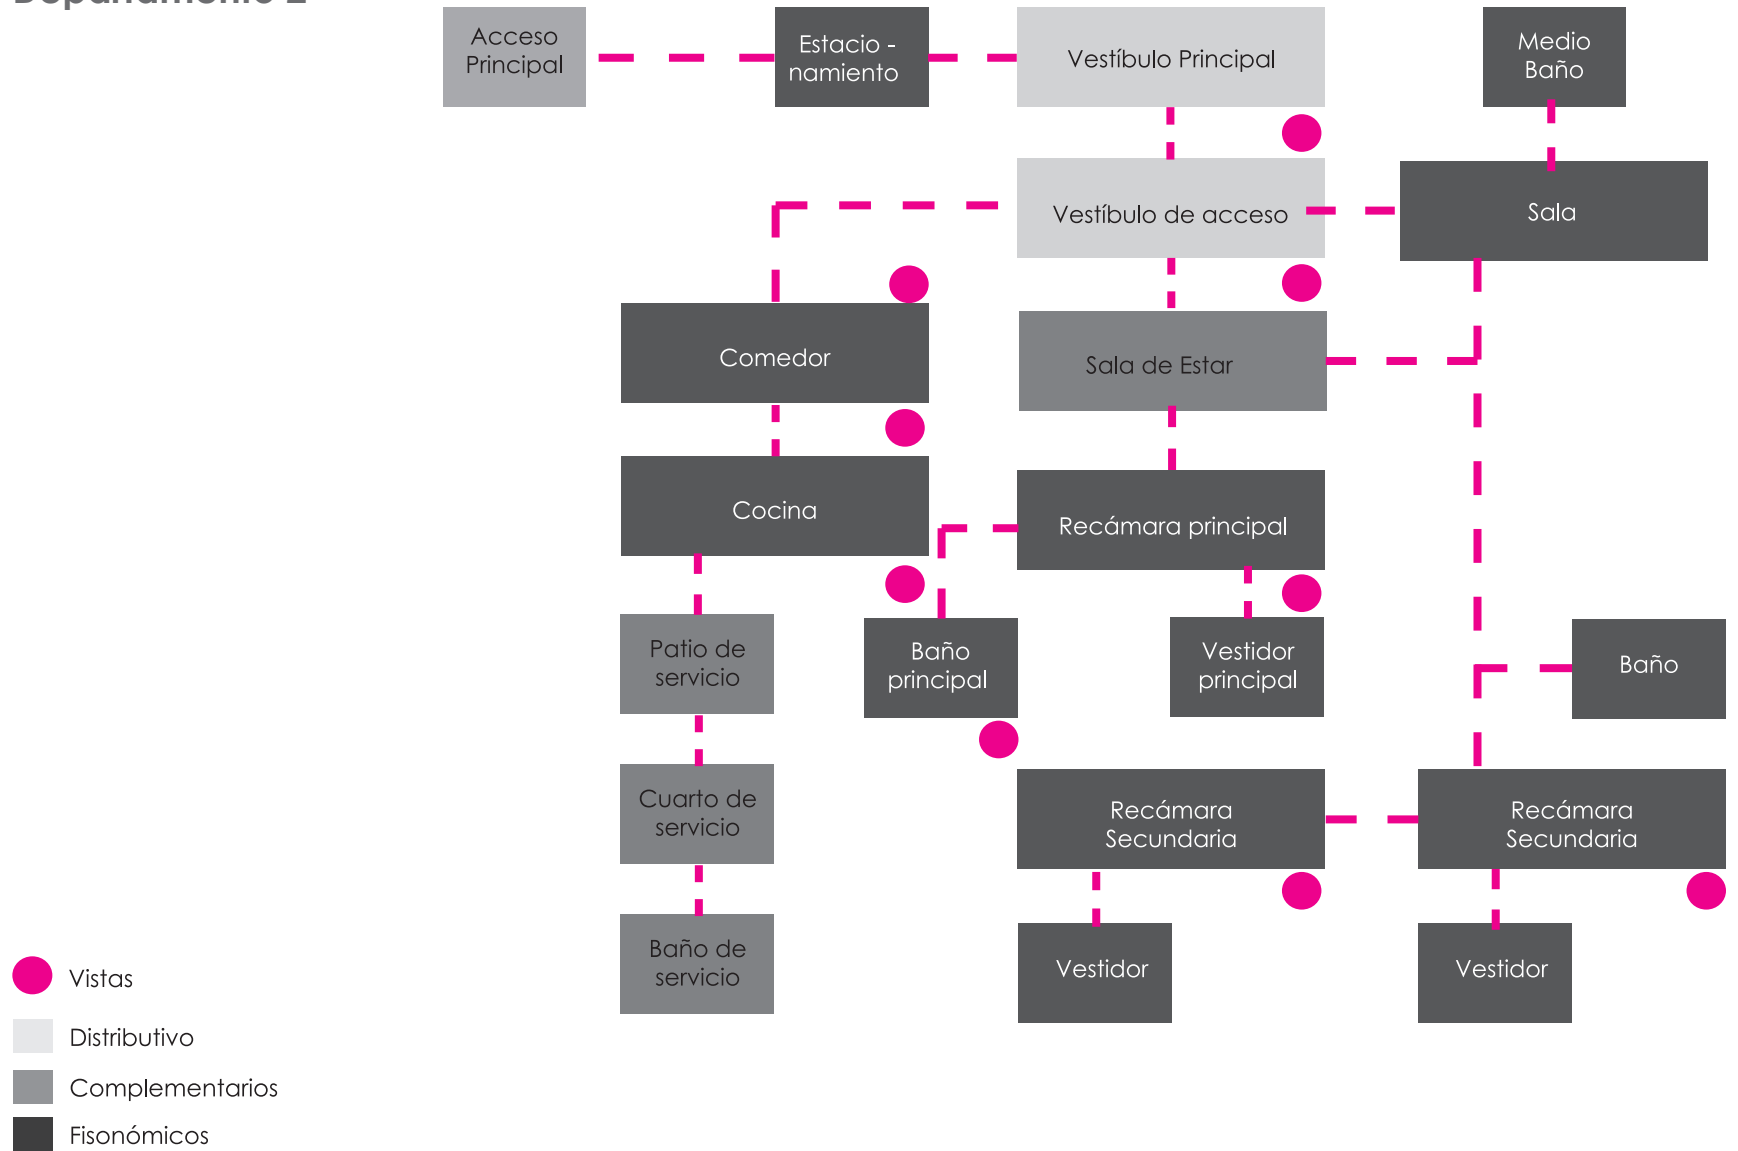 Departamento 2
Acceso
Principal
Estacio -
namiento
Vestíbulo Principal
Medio
Baño
Vestíbulo de acceso
Sala
Comedor
Sala de Estar
Cocina
Recámara principal
Patio de
servicio
Baño
principal
Vestidor
principal
Baño
Cuarto de
servicio
Recámara
Secundaria
Recámara
Secundaria
Baño de
servicio
Vestidor
Vestidor
Vistas
Distributivo
Complementarios
Fisonómicos